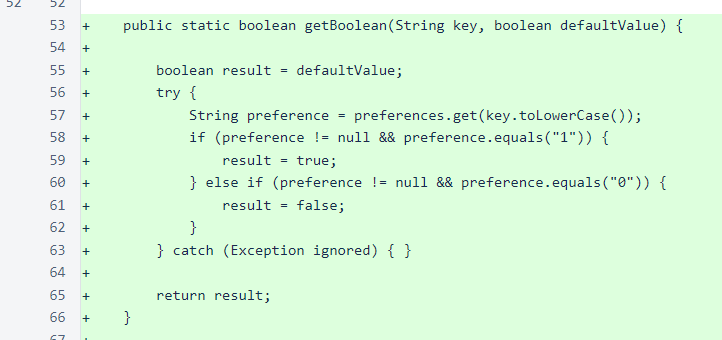 52 52
53 + public static boolean getBoolean(String key, boolean defaultValue) {
54 +
55 + boolean result = defaultValue;
56 + try {
57 + String preference = preferences.get(key.toLowerCase());
58 + if (preference != null && preference.equals("1")) {
59 + result = true;
60 + } else if (preference != null && preference.equals("0")) {
61 + result = false;
62 + }
63 + } catch (Exception ignored) { }
64 +
65 + return result;
66 + }
67 +